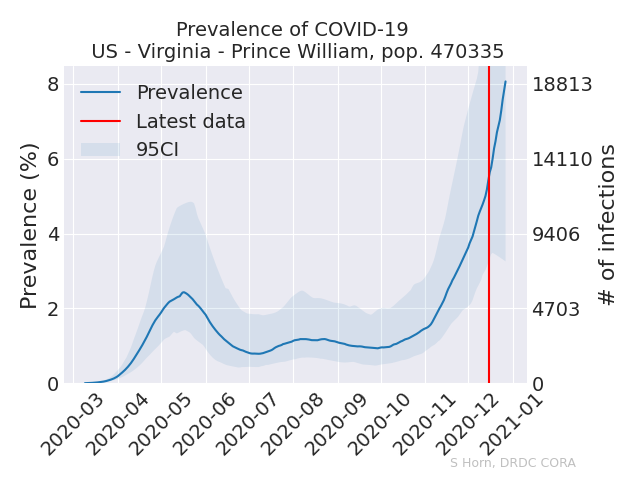 Prevalence of COVID-19
US - Virginia - Prince William, pop. 470335
Prevalence
Latest data
95CI
Prevalence (%)
8
6
4
2
0
18813
14110
9406
4703
0
# of infections
2020-03
2020-04
2020-05
2020-06
2020-07
2020-08
2020-09
2020-10
2020-11
2020-12
2021-01
S Horn, DRDC CORA